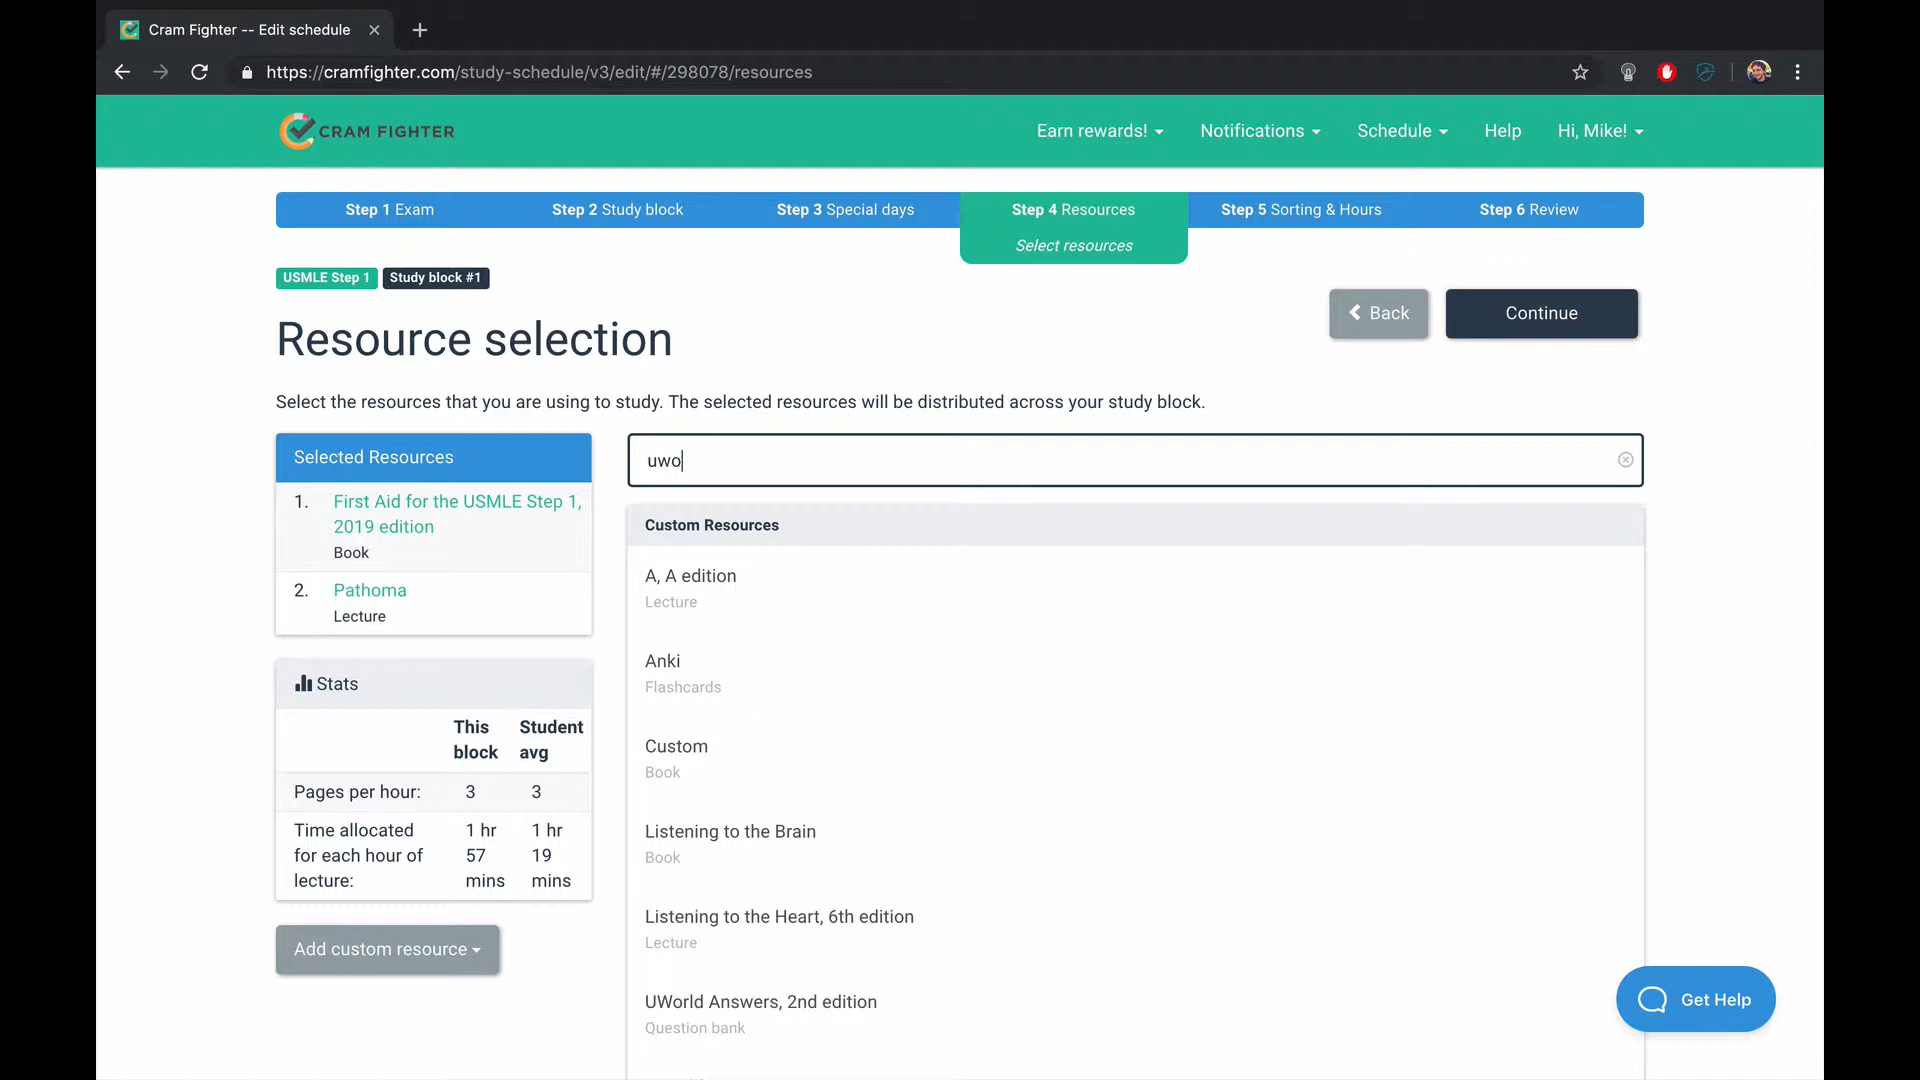 Cram Fighter -- Edit schedule
https://cramfighter.com/study-schedule/v3/edit/#/298078/resources
CRAM FIGHTER
Earn rewards!
Notifications
Schedule
Help
Hi, Mike!
Step 1 Exam
Step 2 Study block
Step 3 Special days
Step 4 Resources
Select resources
Step 5 Sorting & Hours
Step 6 Review
USMLE Step 1
Study block #1
Back
Continue
Resource selection
Select the resources that you are using to study. The selected resources will be distributed across your study block.
Selected Resources
1. First Aid for the USMLE Step 1,
2019 edition
Book
2. Pathoma
Lecture
Stats
This Student
block avg
Pages per hour: 3 3
Time allocated 1 hr 1 hr
for each hour of 57 19
lecture: mins mins
Add custom resource
uwo
Custom Resources
A, A edition
Lecture
Anki
Flashcards
Custom
Book
Listening to the Brain
Book
Listening to the Heart, 6th edition
Lecture
UWorld Answers, 2nd edition
Question bank
Get Help